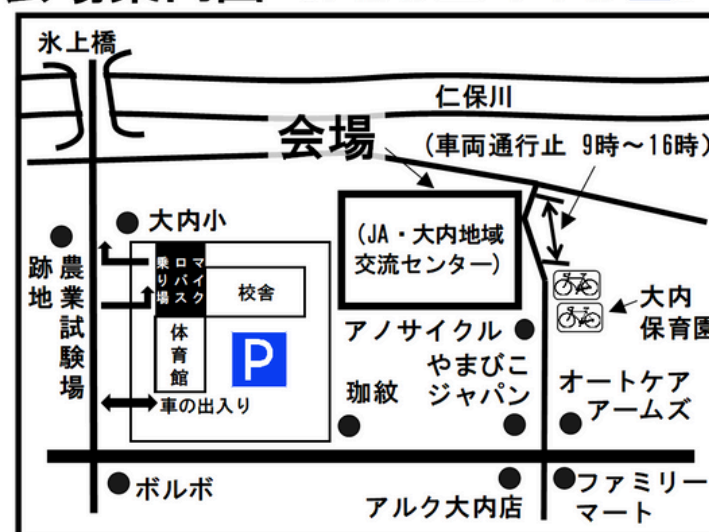 氷上橋
仁保川
会場
(車両通行止 9時～16時)
大内小
(JA・大内地域
交流センター)
マイク
ロバス
乗り場
校舎
農業試験場
跡地
体育館
P
大内
保育園
アノサイクル
やまびこ
ジャパン
オートケア
アームズ
車の出入り
珈紋
ボルボ
アルク大内店
ファミリー
マート